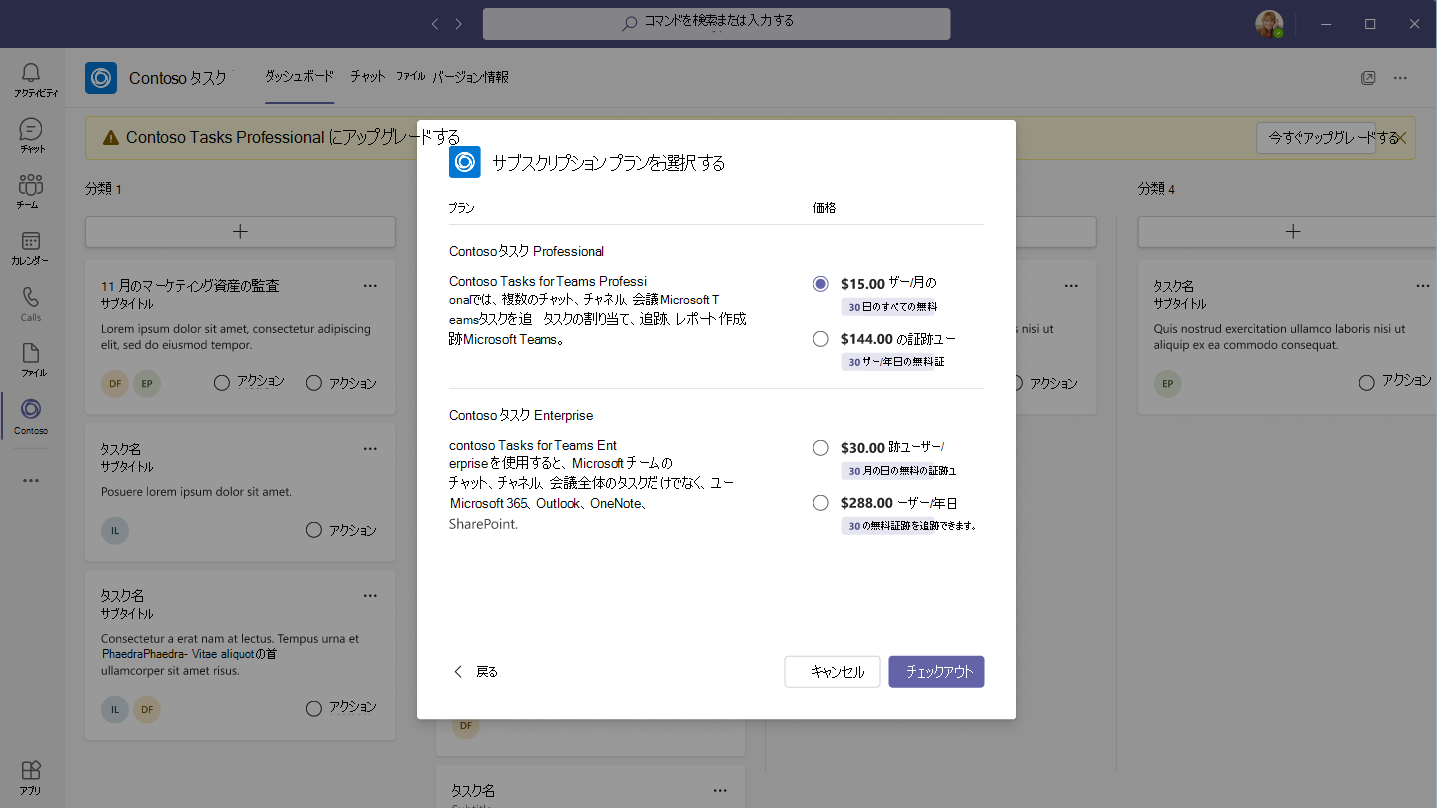 コマンドを検索または入力する
アクティビティ
チャット
チーム
カレンダー
Calls
ファイル
Contoso
アプリ
Contoso タスク
ダッシュボード
チャット
ファイル
バージョン情報
Contoso Tasks Professional にアップグレードする
今すぐアップグレードする
分類 1
11 月のマーケティング資産の監査
サブタイトル
Lorem ipsum dolor sit amet, consectetur adipiscing
elit, sed do eiusmod tempor.
DF
EP
アクション
アクション
タスク名
サブタイトル
Posuere lorem ipsum dolor sit amet.
IL
アクション
タスク名
サブタイトル
Consectetur a erat nam at lectus. Tempus urna et
PhaedraPhaedra- Vitae aliquotの首
ullamcorper sit amet risus.
IL
DF
アクション
サブスクリプション プランを選択する
プラン
価格
Contosoタスク Professional
Contoso Tasks for Teams Professi
onalでは、複数のチャット、チャネル、会議Microsoft T
eamsタスクを追 タスクの割り当て、追跡、レポート作成
跡Microsoft Teams。
$15.00 ザー/月の
30 日のすべての無料
$144.00 の証跡ユー
30 ザー/年日の無料証
Contosoタスク Enterprise
contoso Tasks for Teams Ent
erpriseを使用すると、Microsoftチームの
チャット、チャネル、会議全体のタスクだけでなく、ユー
Microsoft 365、Outlook、OneNote、
SharePoint.
$30.00 跡ユーザー/
30 月の日の無料の証跡ユ
$288.00 ーザー/年日
30 の無料証跡を追跡できます。
戻る
キャンセル
チェックアウト
DF
タスク名
Subtitle
nisi ut
アクション
分類 4
タスク名
サブタイトル
Quis nostrud exercitation ullamco laboris nisi ut
aliquip ex ea commodo consequat.
EP
アクション